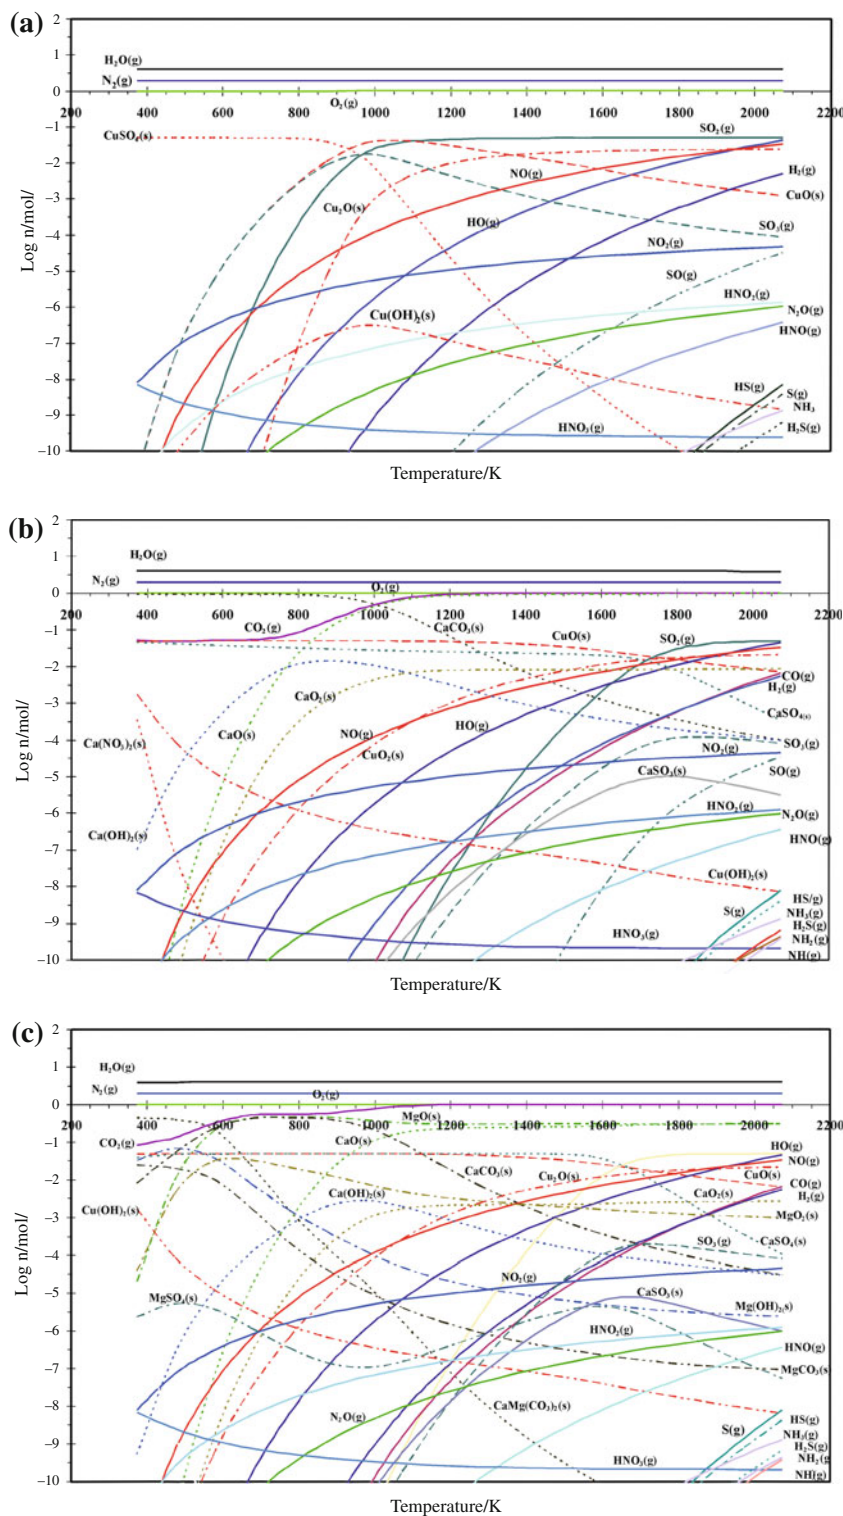 (a)
2
1
0
−1
−2
−3
−4
−5
−6
−7
−8
−9
−10
Log n/mol/
200 400 600 800 1000 1200 1400 1600 1800 2000 2200
H₂O(g)
N₂(g)
O₂(g)
CuSO₄(s)
SO₂(g)
NO(g)
H₂(g)
CuO(s)
Cu₂O(s)
HO(g)
SO₃(g)
NO₂(g)
SO(g)
HNO₂(g)
N₂O(g)
Cu(OH)₂(s)
HNO(g)
HS(g)
S(g)
NH₃
H₂S(g)
HNO₃(g)
Temperature/K
(b)
2
1
0
−1
−2
−3
−4
−5
−6
−7
−8
−9
−10
Log n/mol/
200 400 600 800 1000 1200 1400 1600 1800 2000 2200
H₂O(g)
N₂(g)
O₂(g)
CO₂(g)
CaCO₃(s)
CuO(s)
SO₂(g)
CO(g)
H₂(g)
CaO₂(s)
CaO(s)
NO(g)
HO(g)
CaSO₄(s)
Ca(NO₃)₂(s)
CuO₂(s)
NO₂(g)
SO₃(g)
CaSO₃(s)
SO(g)
HNO₂(g)
N₂O(g)
Ca(OH)₂(s)
HNO(g)
Cu(OH)₂(s)
HS(g)
S(g)
NH₃(g)
H₂S(g)
HNO₃(g)
NH₂(g)
NH(g)
Temperature/K
(c)
2
1
0
−1
−2
−3
−4
−5
−6
−7
−8
−9
−10
Log n/mol/
200 400 600 800 1000 1200 1400 1600 1800 2000 2200
H₂O(g)
N₂(g)
O₂(g)
MgO(s)
CO₂(g)
CaO(s)
HO(g)
NO(g)
CaCO₃(s)
Cu₂O(s)
CuO(s)
CO(g)
H₂(g)
Ca(OH)₂(s)
CaO₂(s)
Cu(OH)₂(s)
MgO₂(s)
SO₃(g)
CaSO₄(s)
NO₂(g)
CaSO₃(s)
MgSO₄(s)
Mg(OH)₂(s)
HNO₂(g)
HNO(g)
MgCO₃(s)
CaMg(CO₃)₂(s)
N₂O(g)
HS(g)
S(g)
NH₃(g)
H₂S(g)
HNO₃(g)
NH₂(g
NH(g)
Temperature/K